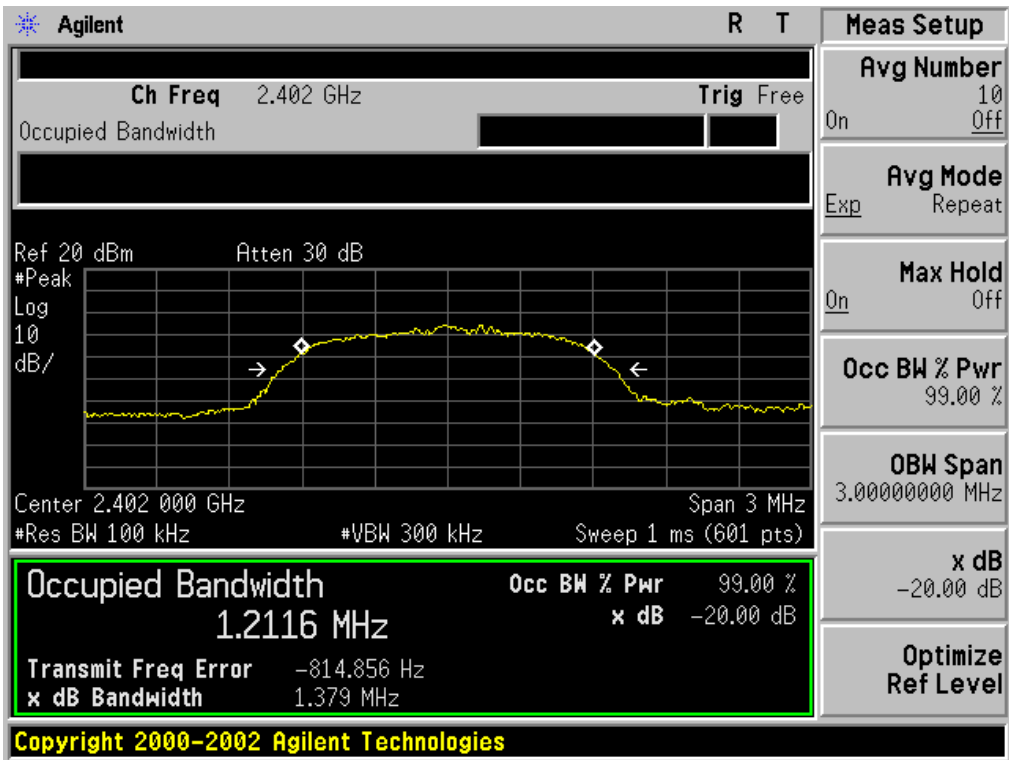 Agilent R T
Ch Freq 2.402 GHz Trig Free
Occupied Bandwidth
Ref 20 dBm Atten 30 dB
#Peak
Log
10
dB/
Center 2.402 000 GHz Span 3 MHz
#Res BW 100 kHz #VBW 300 kHz Sweep 1 ms (601 pts)
Occupied Bandwidth Occ BW % Pwr 99.00 %
1.2116 MHz x dB -20.00 dB
Transmit Freq Error -814.856 Hz
x dB Bandwidth 1.379 MHz
Copyright 2000-2002 Agilent Technologies
Meas Setup
Avg Number
10
On Off
Avg Mode
Exp Repeat
Max Hold
On Off
Occ BW % Pwr
99.00 %
OBW Span
3.00000000 MHz
x dB
-20.00 dB
Optimize
Ref Level